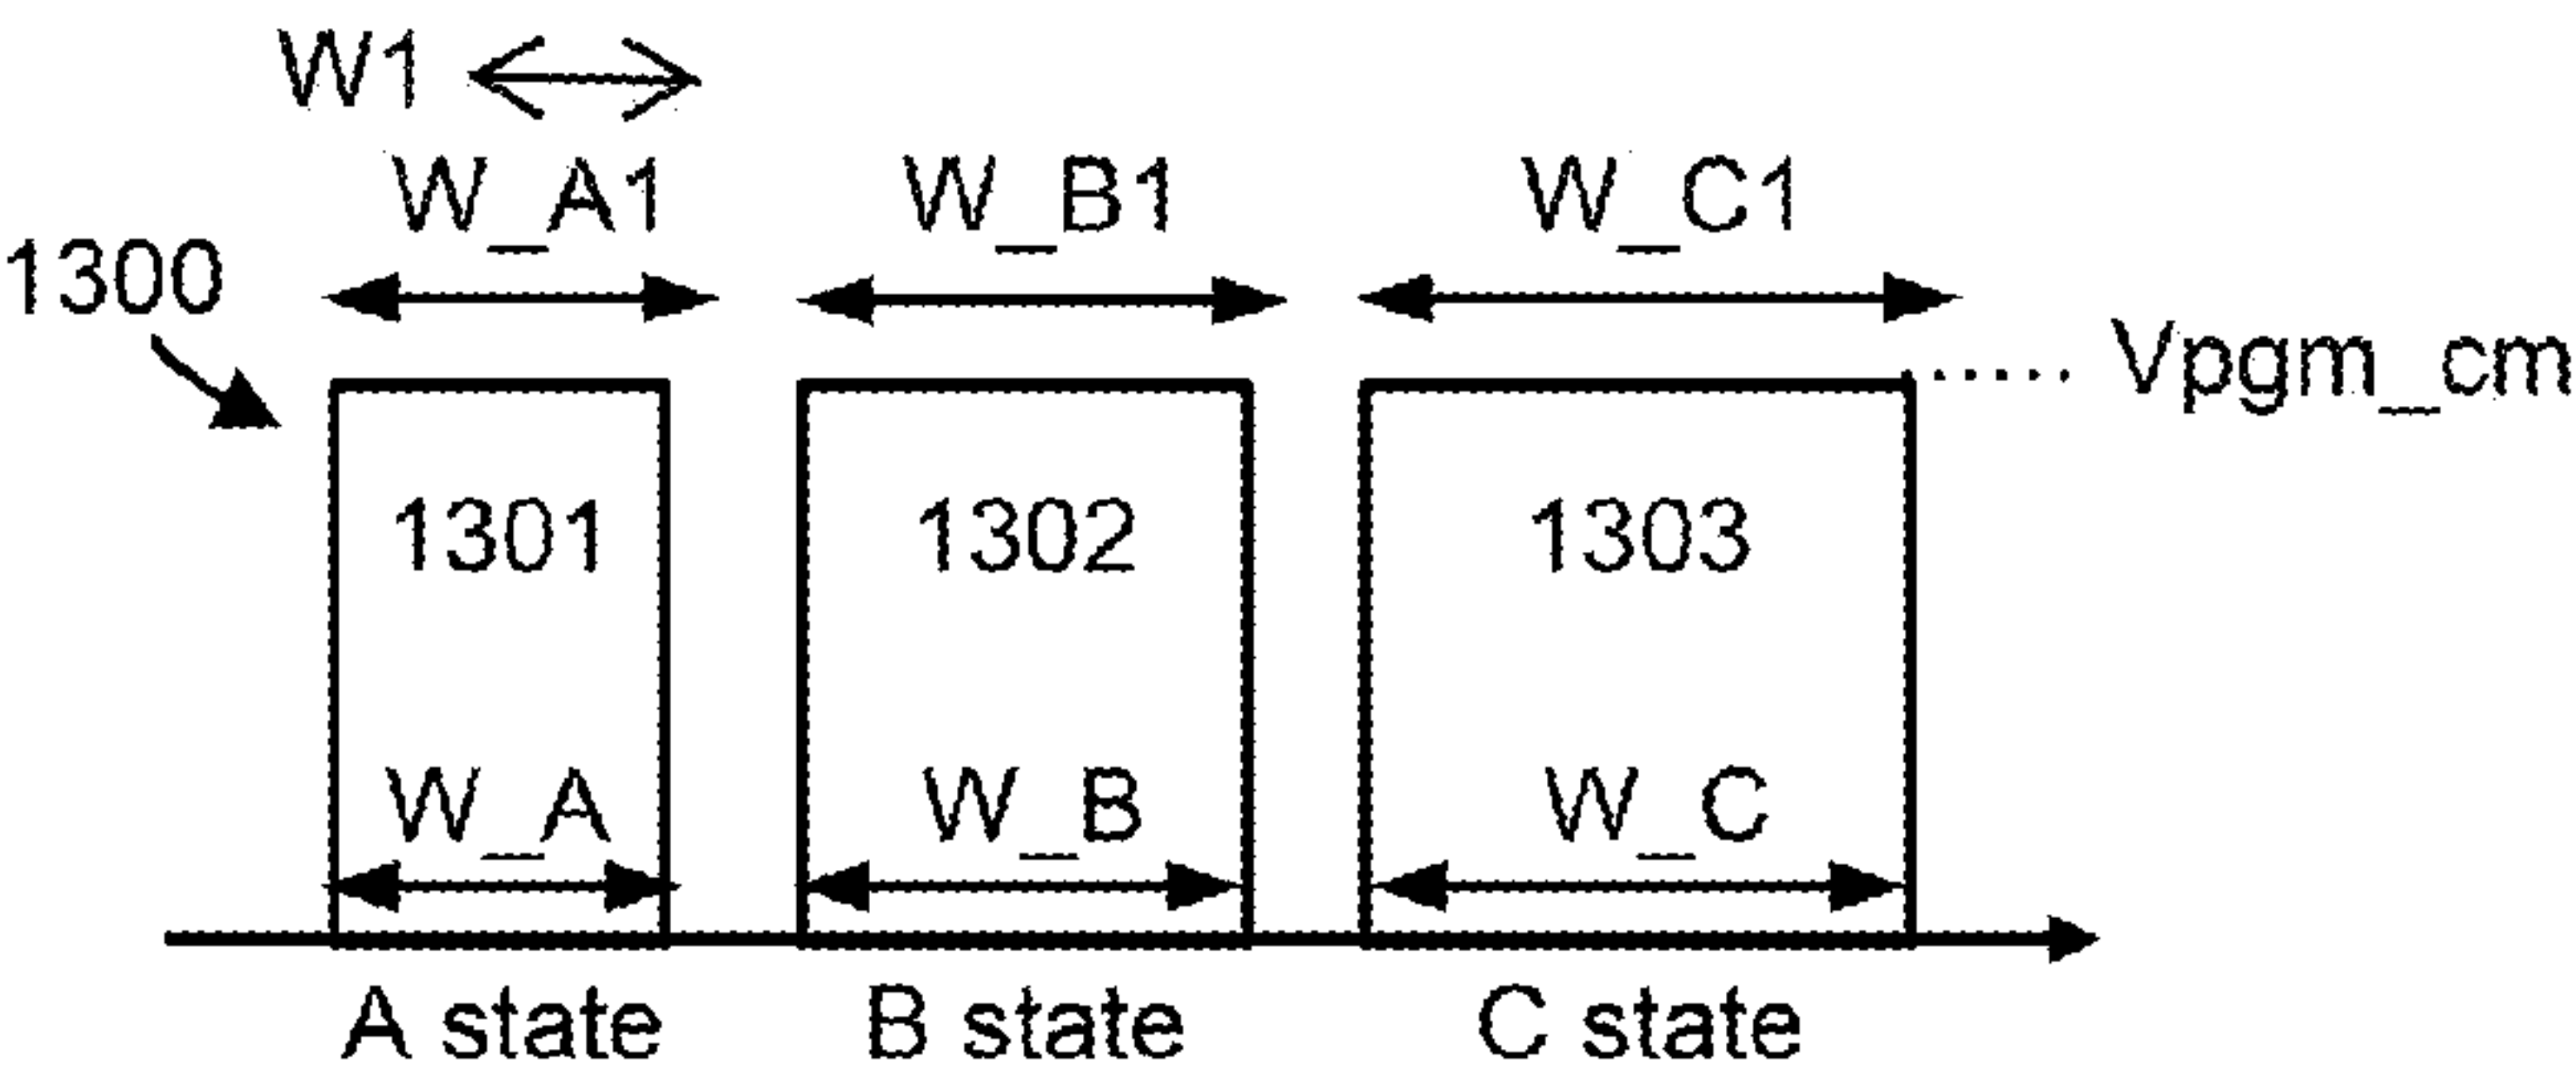 W1
W_A1 W_B1 W_C1
1300
Vpgm_cm
1301 1302 1303
W_A W_B W_C
A state B state C state